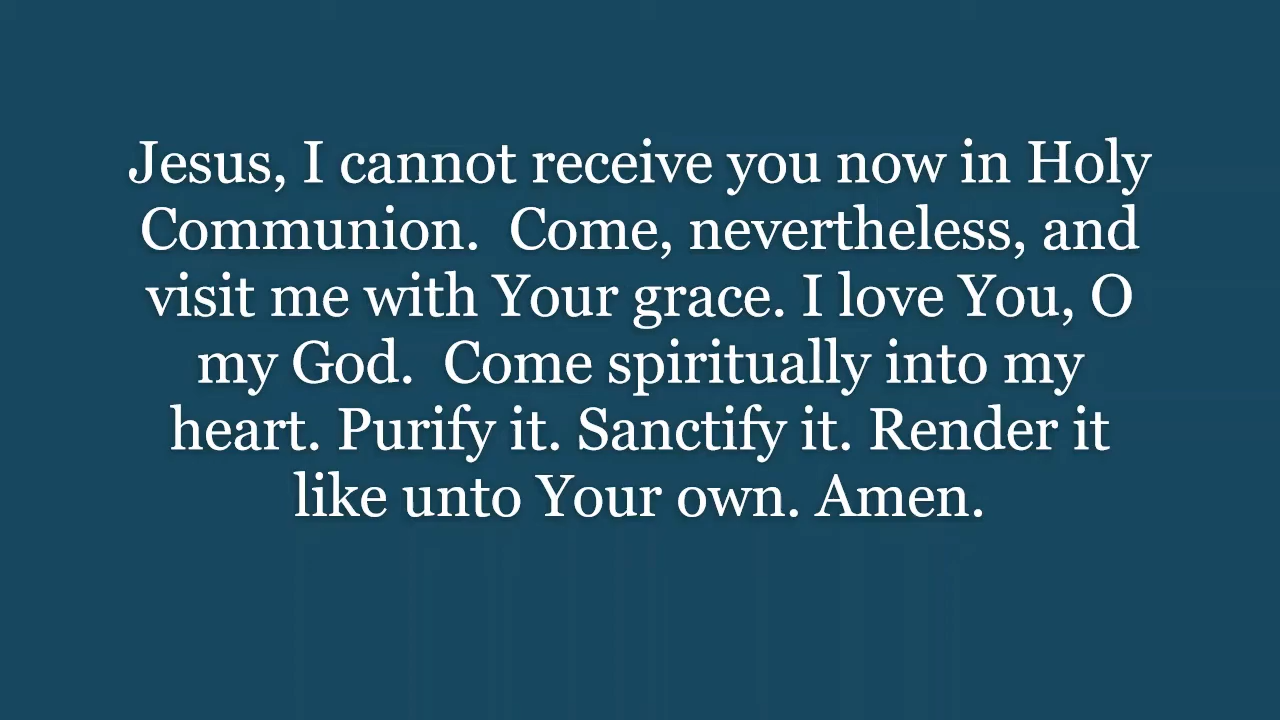 Jesus, I cannot receive you now in Holy
Communion.  Come, nevertheless, and
visit me with Your grace. I love You, O
my God.  Come spiritually into my
heart. Purify it. Sanctify it. Render it
like unto Your own. Amen.